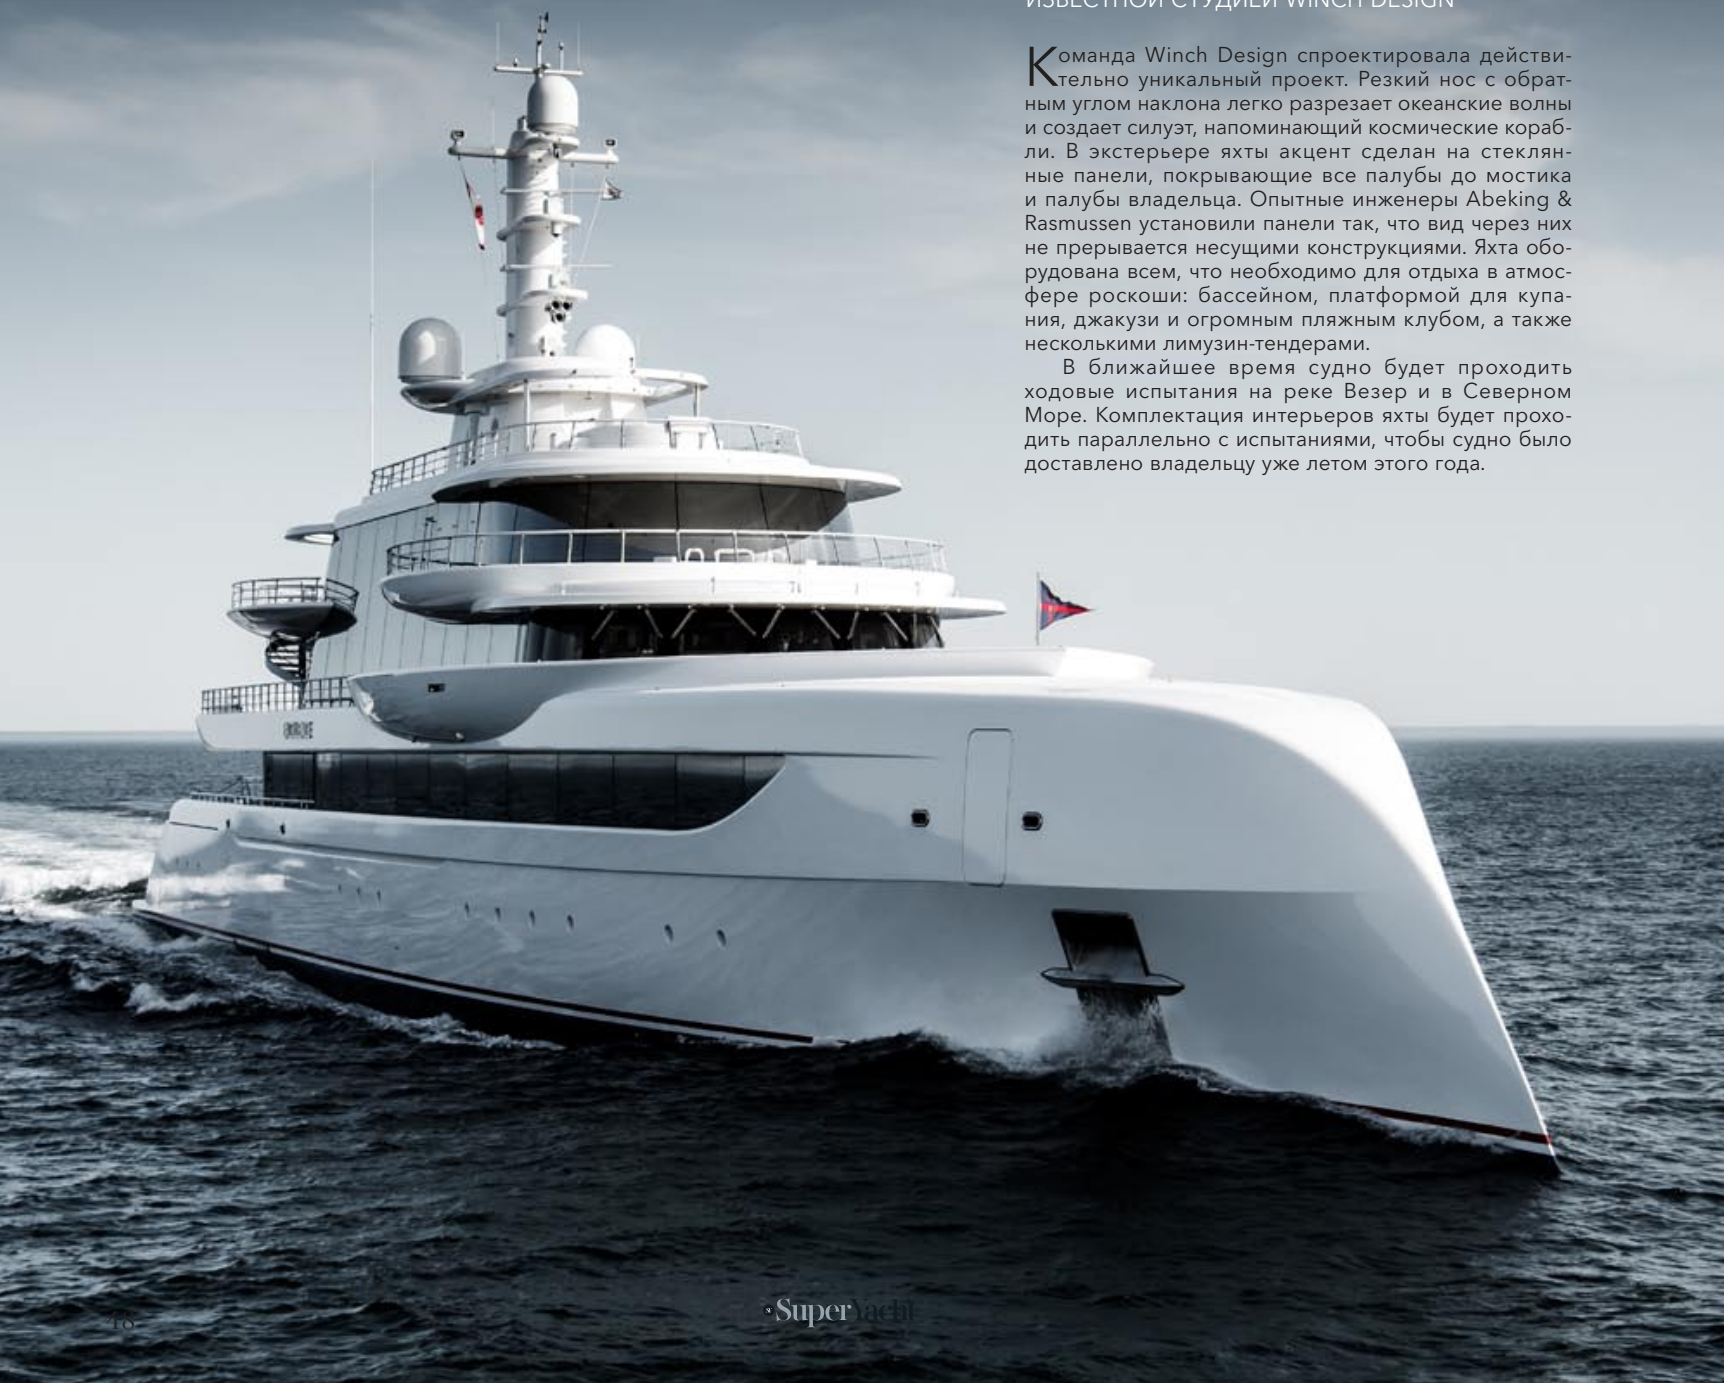 ИЗВЕСТНОЙ СТУДИЕЙ WINCH DESIGN
Команда Winch Design спроектировала действи-
тельно уникальный проект. Резкий нос с обрат-
ным углом наклона легко разрезает океанские волны
и создает силуэт, напоминающий космические кораб-
ли. В экстерьере яхты акцент сделан на стеклян-
ные панели, покрывающие все палубы до мостика
и палубы владельца. Опытные инженеры Abeking &
Rasmussen установили панели так, что вид через них
не прерывается несущими конструкциями. Яхта обо-
рудована всем, что необходимо для отдыха в атмос-
фере роскоши: бассейном, платформой для купа-
ния, джакузи и огромным пляжным клубом, а также
несколькими лимузин-тендерами.
В ближайшее время судно будет проходить
ходовые испытания на реке Везер и в Северном
Море. Комплектация интерьеров яхты будет прохо-
дить параллельно с испытаниями, чтобы судно было
доставлено владельцу уже летом этого года.
SuperYacht